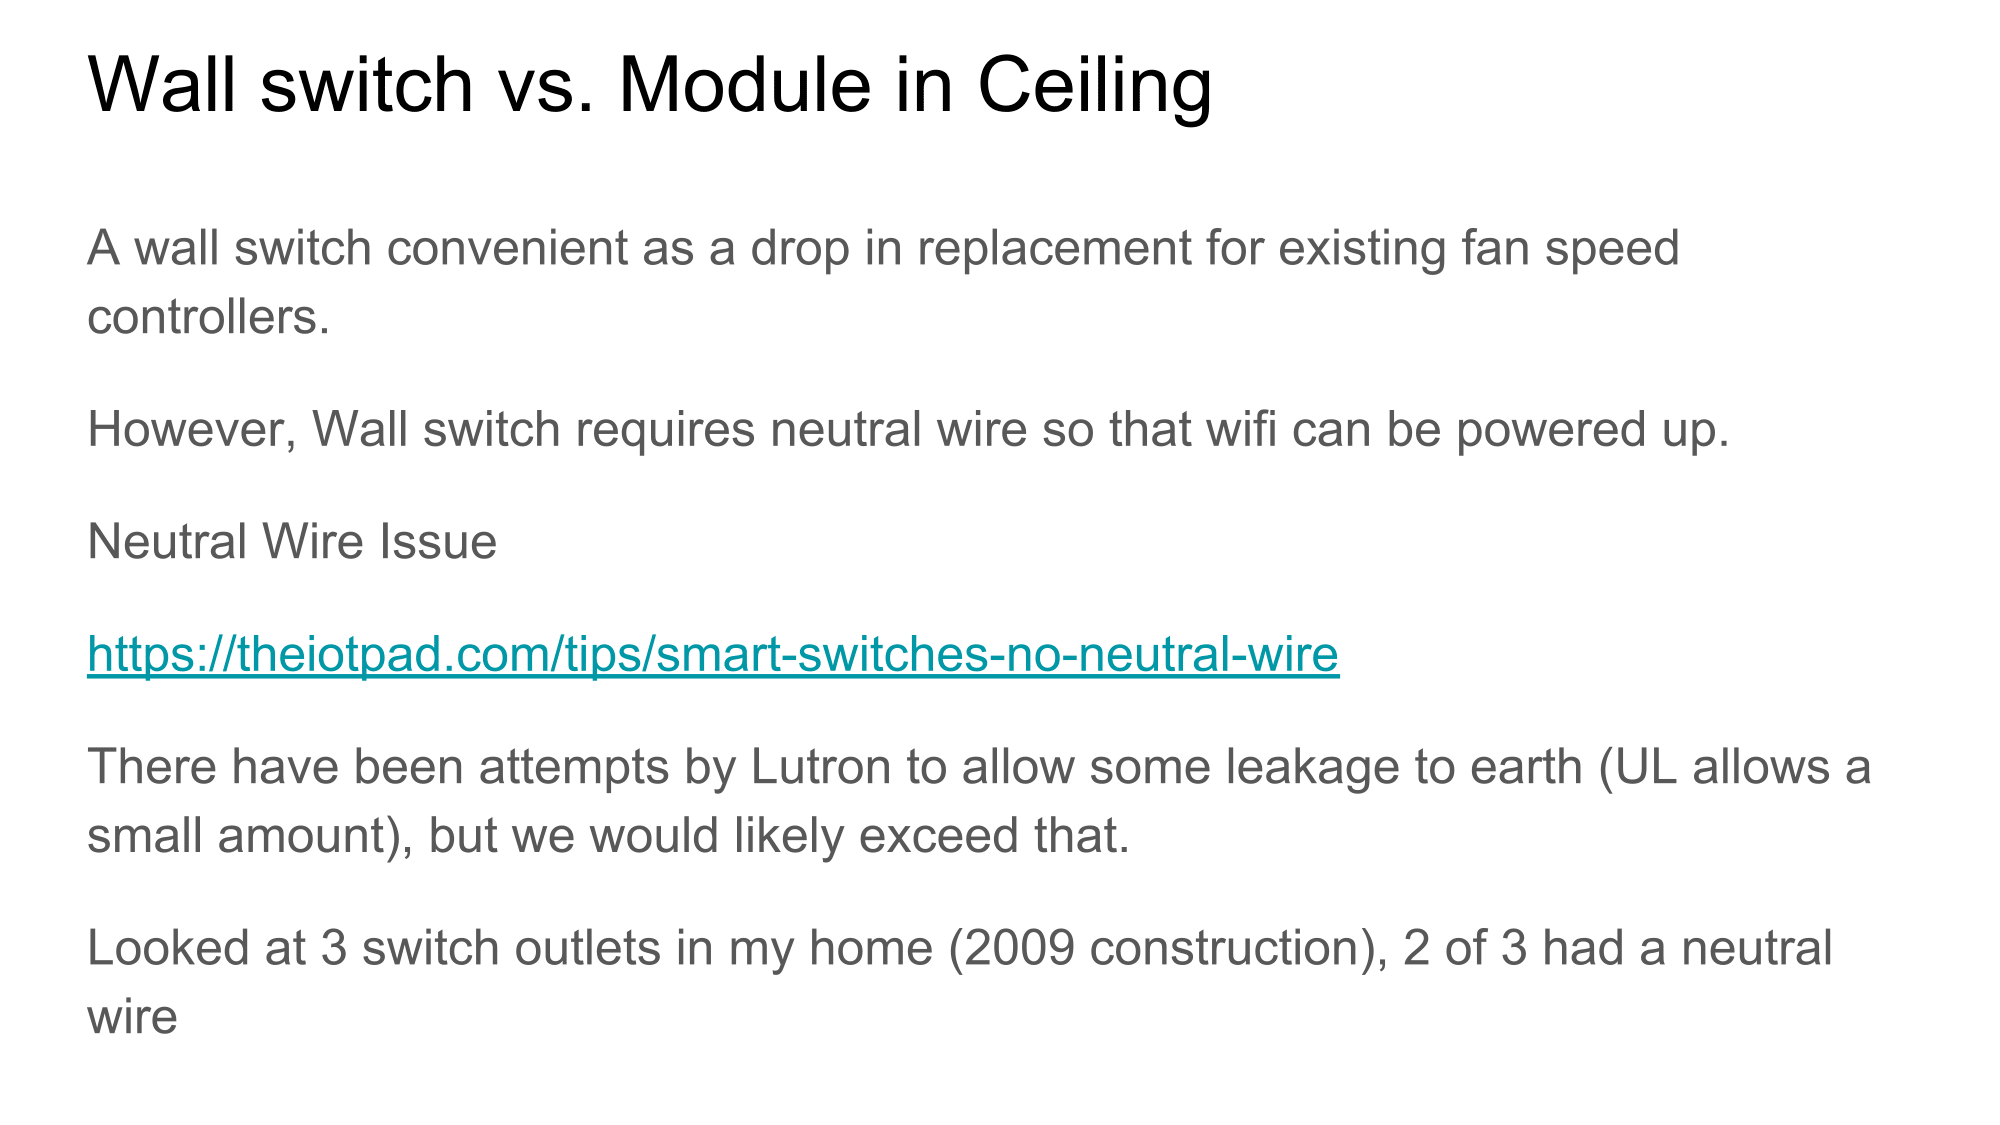 Wall switch vs. Module in Ceiling
A wall switch convenient as a drop in replacement for existing fan speed
controllers.
However, Wall switch requires neutral wire so that wifi can be powered up.
Neutral Wire Issue
https://theiotpad.com/tips/smart-switches-no-neutral-wire
There have been attempts by Lutron to allow some leakage to earth (UL allows a
small amount), but we would likely exceed that.
Looked at 3 switch outlets in my home (2009 construction), 2 of 3 had a neutral
wire